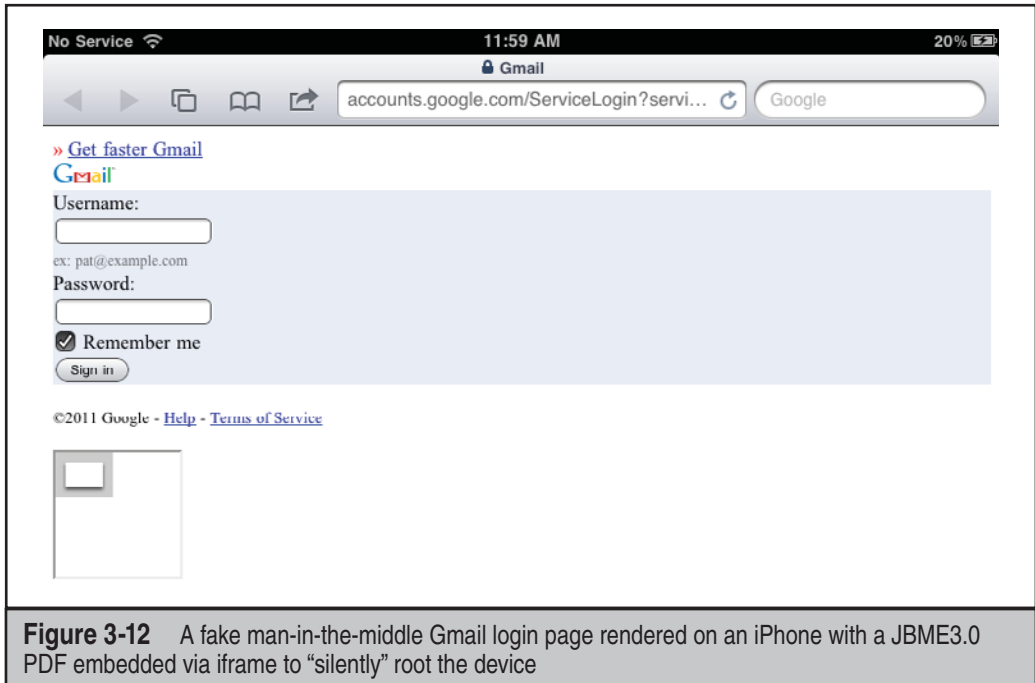 No Service 11:59 AM 20%
Gmail
accounts.google.com/ServiceLogin?servi... Google
» Get faster Gmail
Gmail
Username:
ex: pat@example.com
Password:
Remember me
Sign in
©2011 Google - Help - Terms of Service
Figure 3-12 A fake man-in-the-middle Gmail login page rendered on an iPhone with a JBME3.0
PDF embedded via iframe to “silently” root the device